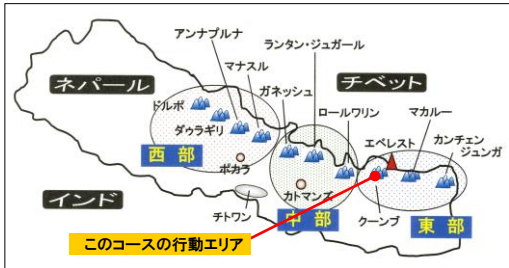 アンナプルナ
ランタン・ジュガール
マナスル
チベット
ネパール
ガネッシュ
ドルポ
ロールワリン
マカルー
エベレスト
カンチェン
ジュンガ
ダウラギリ
西部
ポカラ
カトマンズ
インド
チトワン
クーンブ
中部
東部
このコースの行動エリア